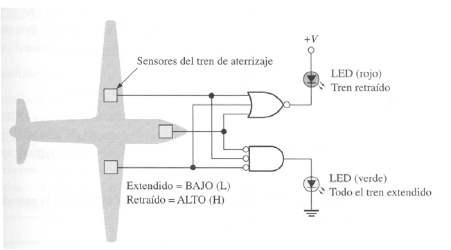 +V
Sensores del tren de aterrizaje
LED (rojo)
Tren retraído
Extendido = BAJO (L)
Retraído = ALTO (H)
LED (verde)
Todo el tren extendido